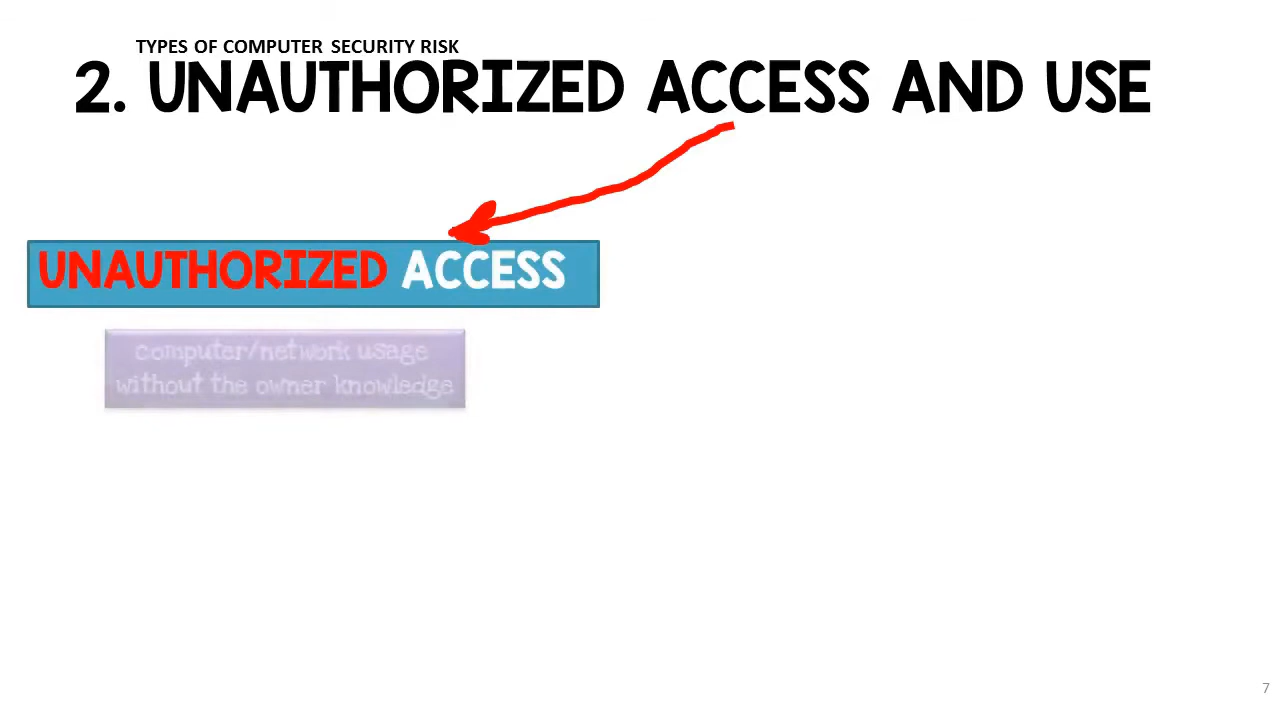 TYPES OF COMPUTER SECURITY RISK
2. UNAUTHORIZED ACCESS AND USE
UNAUTHORIZED ACCESS
computer/network usage
without the owner knowledge
7